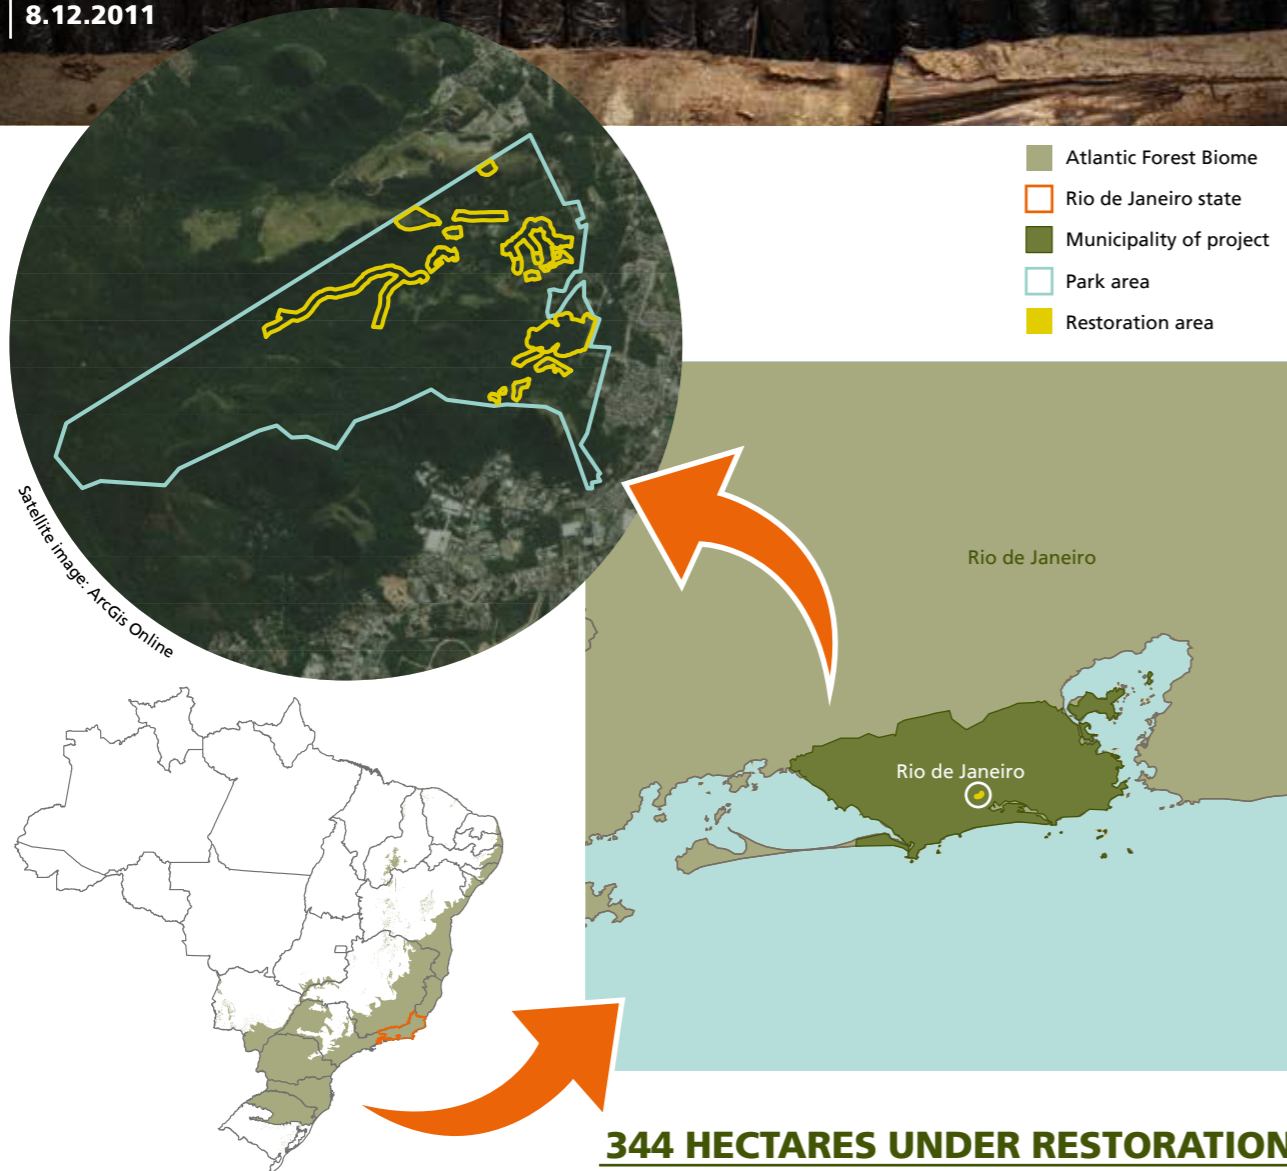 8.12.2011
Atlantic Forest Biome
Rio de Janeiro state
Municipality of project
Park area
Restoration area
Satellite image: ArcGis Online
Rio de Janeiro
Rio de Janeiro
344 HECTARES UNDER RESTORATION